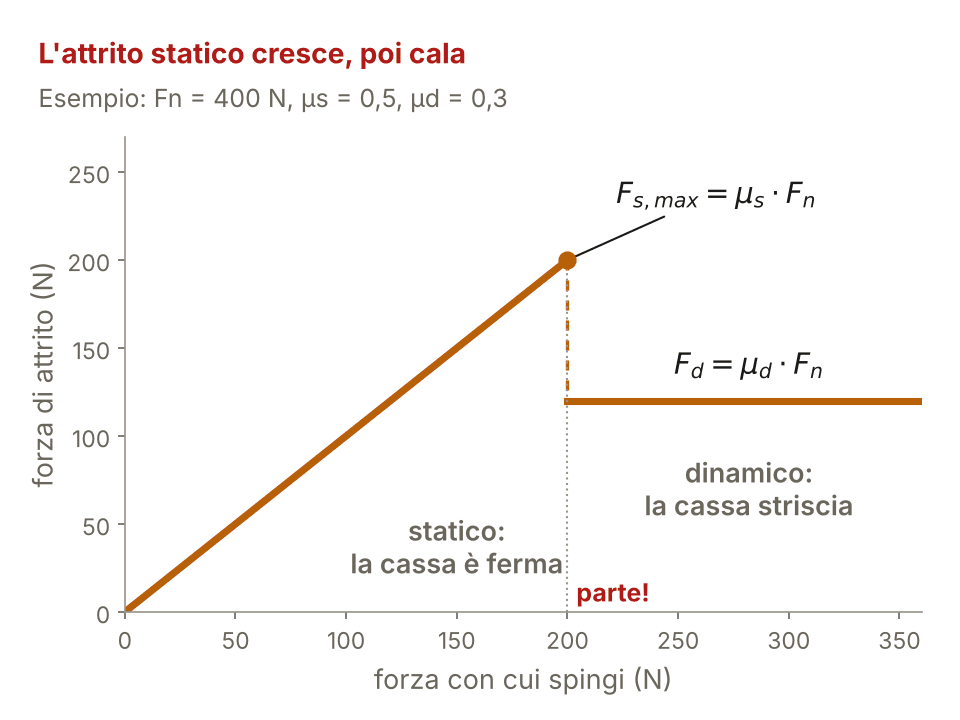 L'attrito statico cresce, poi cala
Esempio: Fn = 400 N, µs = 0,5, µd = 0,3
forza di attrito (N)
250
200
150
100
50
0
F_{s, max} = μ_s · F_n
F_d = μ_d · F_n
dinamico:
la cassa striscia
statico:
la cassa è ferma
parte!
0 50 100 150 200 250 300 350
forza con cui spingi (N)